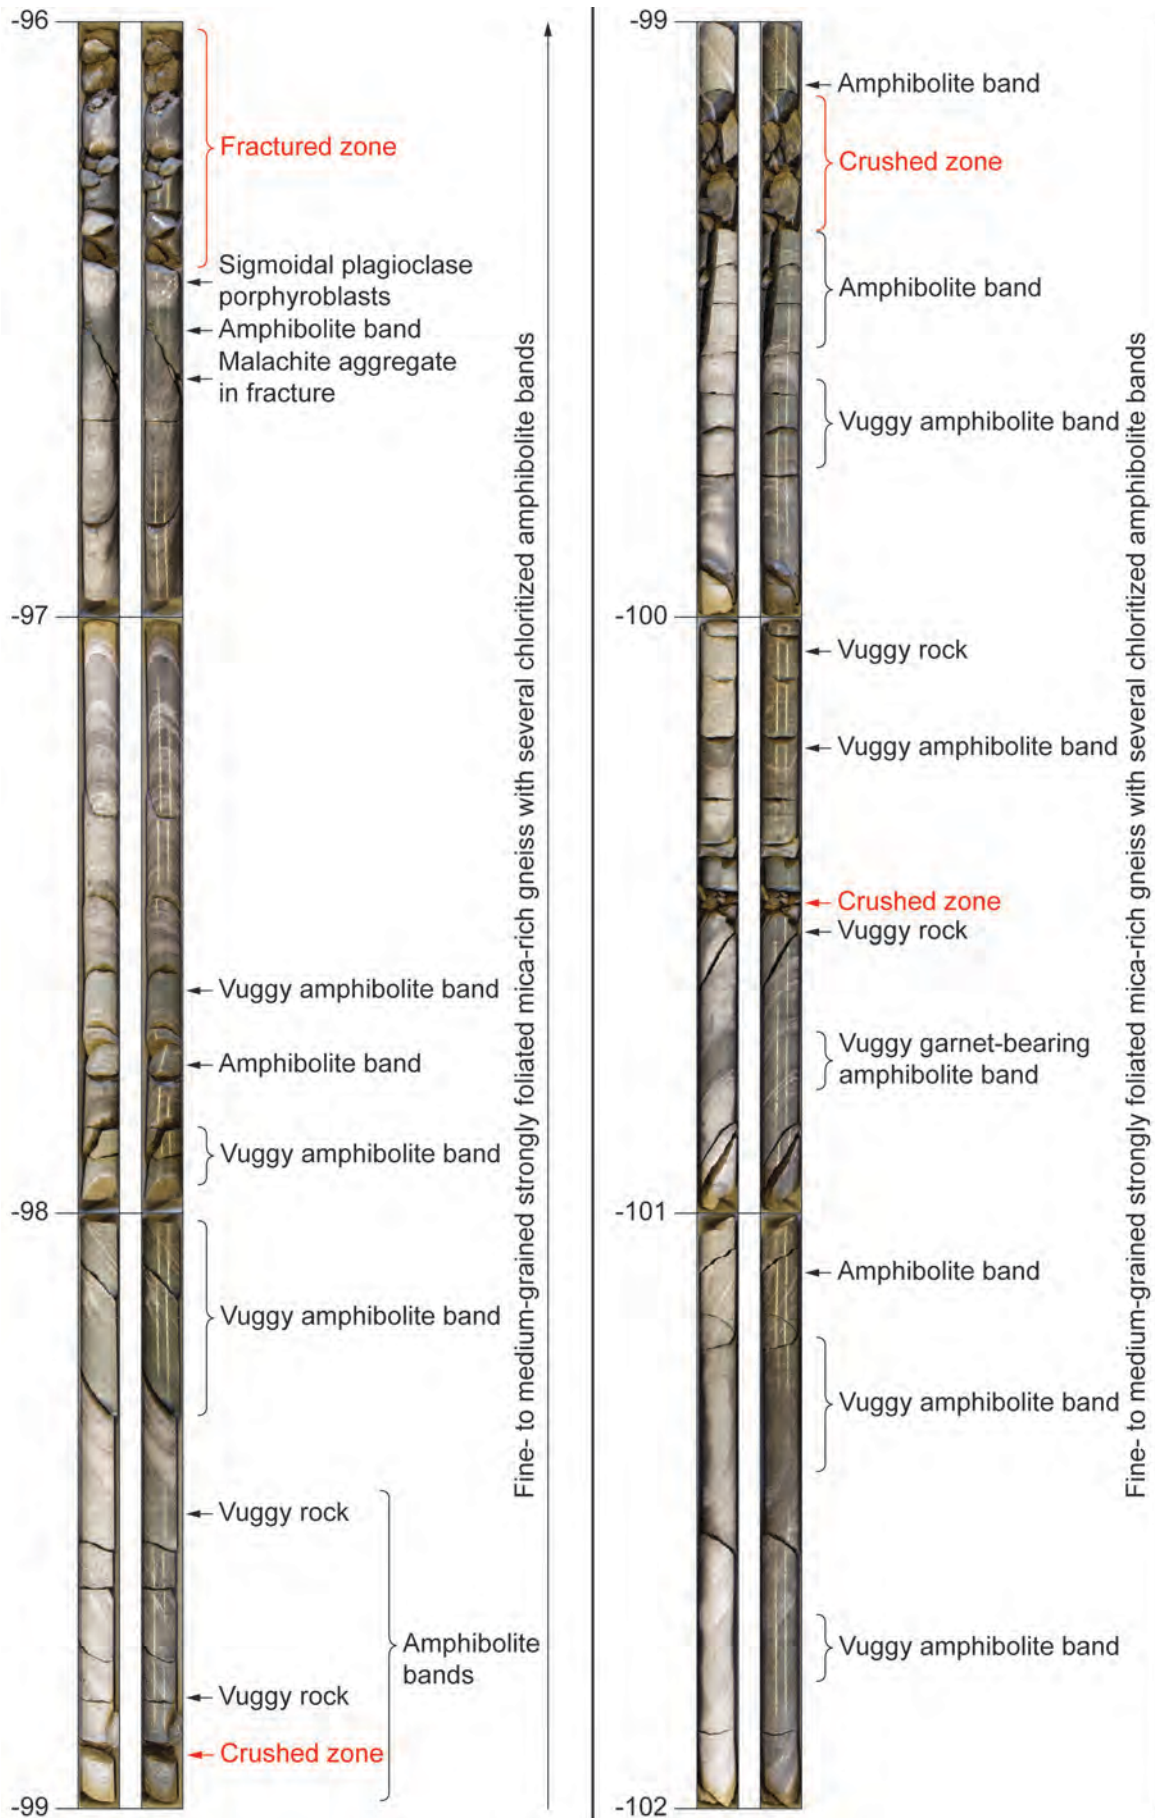 -96
Fractured zone
Sigmoidal plagioclase
porphyroblasts
Amphibolite band
Malachite aggregate
in fracture
-97
Vuggy amphibolite band
Amphibolite band
Vuggy amphibolite band
-98
Vuggy amphibolite band
Vuggy rock
Amphibolite
bands
Vuggy rock
Crushed zone
-99
Fine- to medium-grained strongly foliated mica-rich gneiss with several chloritized amphibolite bands
-99
Amphibolite band
Crushed zone
Amphibolite band
Vuggy amphibolite band
-100
Vuggy rock
Vuggy amphibolite band
Crushed zone
Vuggy rock
Vuggy garnet-bearing
amphibolite band
-101
Amphibolite band
Vuggy amphibolite band
Vuggy amphibolite band
-102
Fine- to medium-grained strongly foliated mica-rich gneiss with several chloritized amphibolite bands